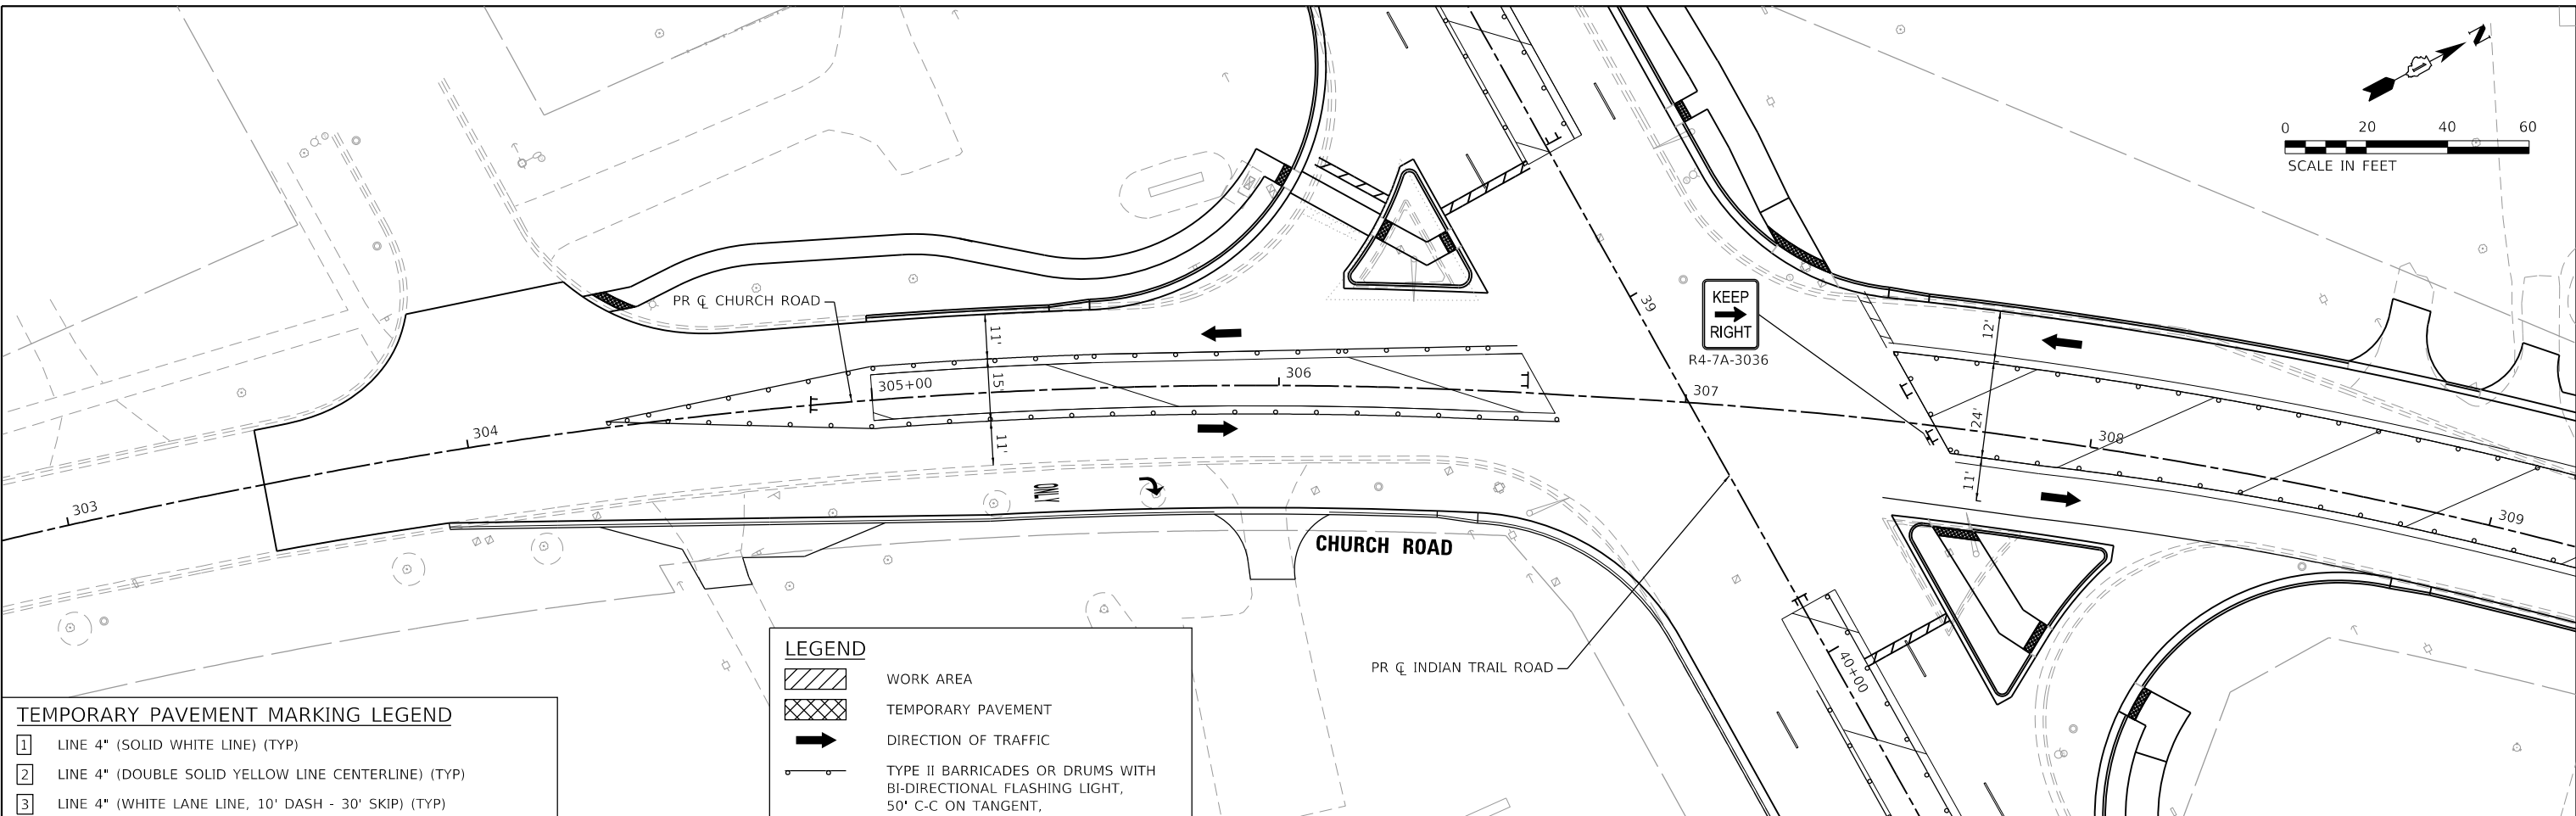 N
0 20 40 60
SCALE IN FEET
PR ℄ CHURCH ROAD
11'
15'
11'
303
304
305+00
306
307
308
309
39
40+00
KEEP
RIGHT
R4-7A-3036
12'
24'
11'
ONLY
CHURCH ROAD
PR ℄ INDIAN TRAIL ROAD
LEGEND
WORK AREA
TEMPORARY PAVEMENT
DIRECTION OF TRAFFIC
TYPE II BARRICADES OR DRUMS WITH
BI-DIRECTIONAL FLASHING LIGHT,
50' C-C ON TANGENT,
TEMPORARY PAVEMENT MARKING LEGEND
1 LINE 4" (SOLID WHITE LINE) (TYP)
2 LINE 4" (DOUBLE SOLID YELLOW LINE CENTERLINE) (TYP)
3 LINE 4" (WHITE LANE LINE, 10' DASH - 30' SKIP) (TYP)